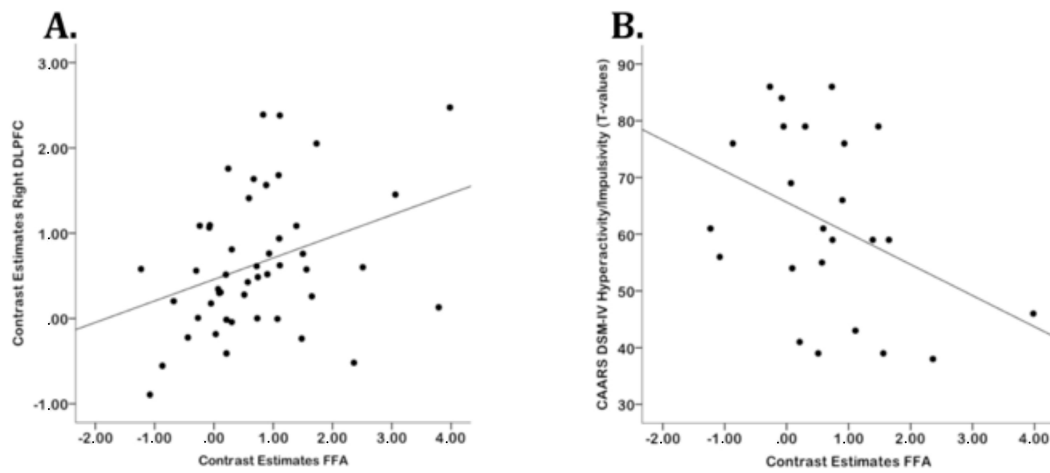 A.
3.00
2.00
1.00
.00
-1.00
Contrast Estimates Right DLPFC
-2.00 -1.00 .00 1.00 2.00 3.00 4.00
Contrast Estimates FFA
B.
90
80
70
60
50
40
30
CAARS DSM-IV Hyperactivity/Impulsivity (T-values)
-2.00 -1.00 .00 1.00 2.00 3.00 4.00
Contrast Estimates FFA